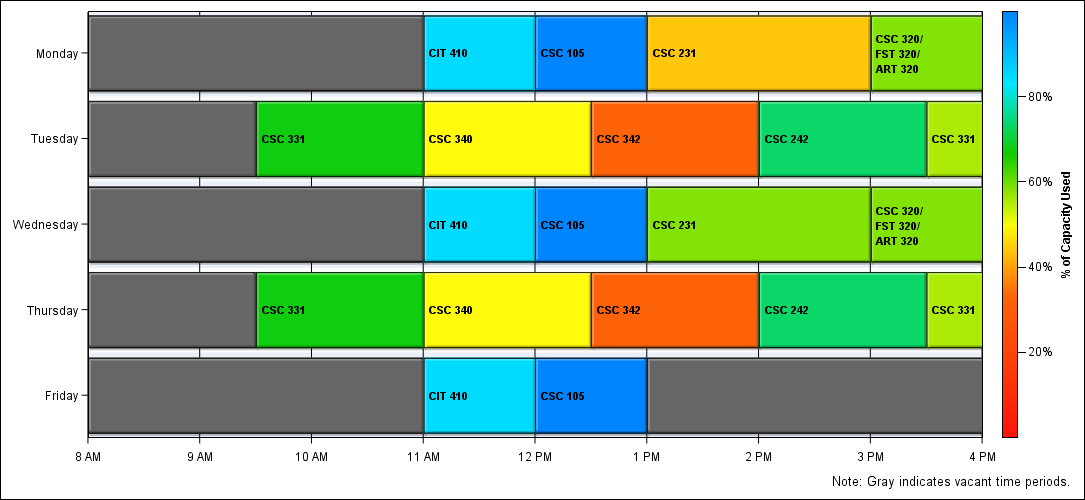 Monday
CIT 410
CSC 105
CSC 231
CSC 320/
FST 320/
ART 320
Tuesday
CSC 331
CSC 340
CSC 342
CSC 242
CSC 331
Wednesday
CIT 410
CSC 105
CSC 231
CSC 320/
FST 320/
ART 320
Thursday
CSC 331
CSC 340
CSC 342
CSC 242
CSC 331
Friday
CIT 410
CSC 105
8 AM
9 AM
10 AM
11 AM
12 PM
1 PM
2 PM
3 PM
4 PM
80%
60%
40%
20%
% of Capacity Used
Note: Gray indicates vacant time periods.